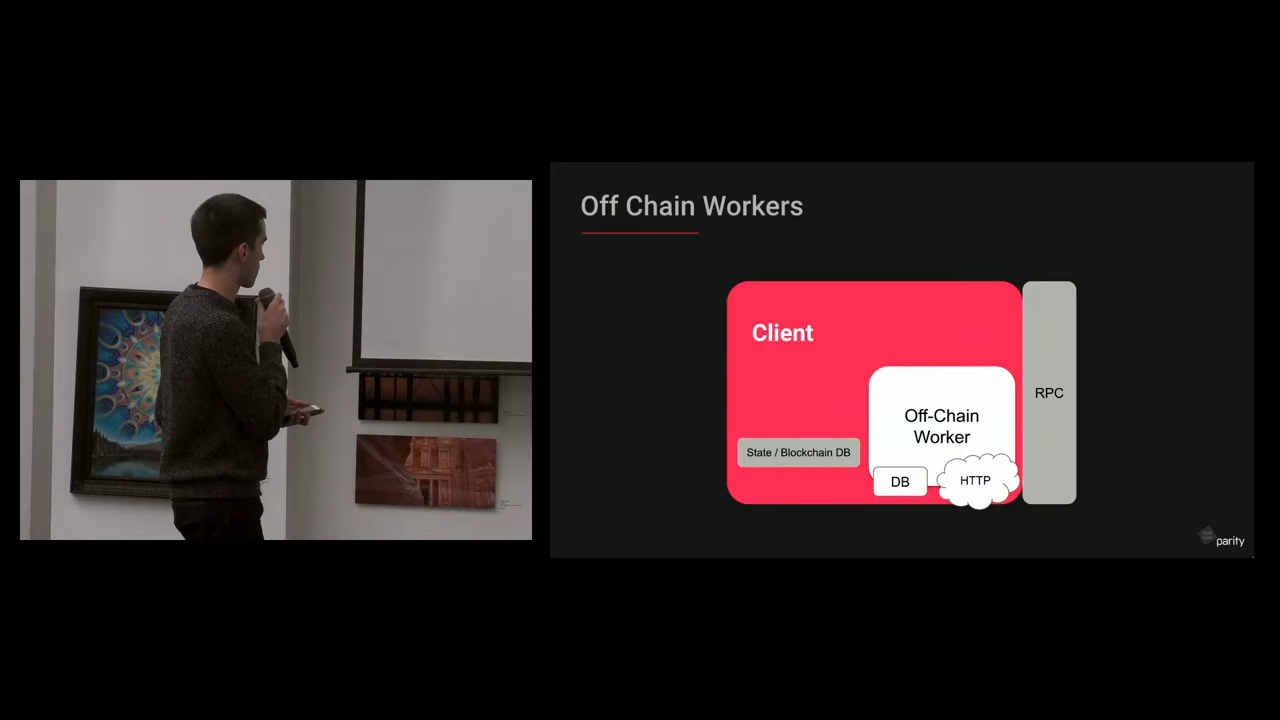 Off Chain Workers
Client
Off-Chain
Worker
RPC
State / Blockchain DB
DB
HTTP
parity